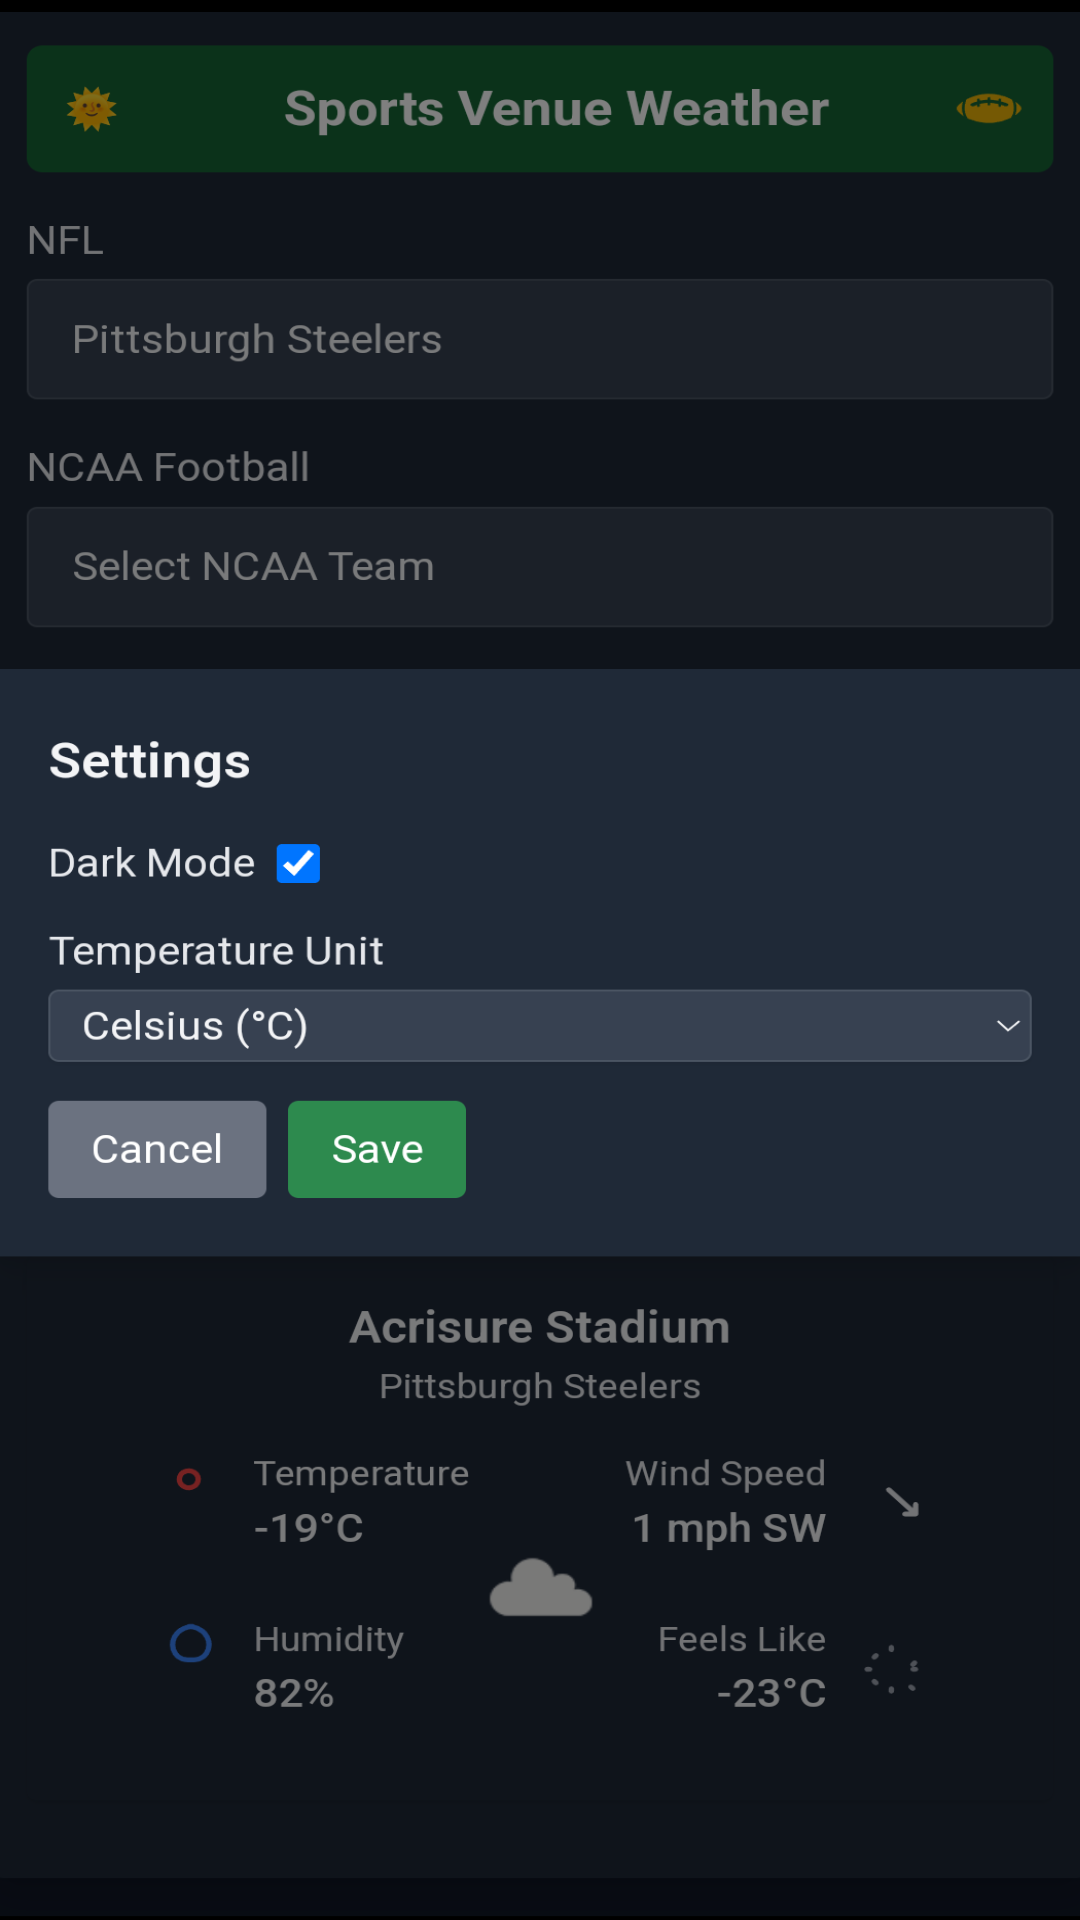 Sports Venue Weather
NFL
Pittsburgh Steelers
NCAA Football
Select NCAA Team
Settings
Dark Mode
Temperature Unit
Celsius (°C)
Cancel Save
Acrisure Stadium
Pittsburgh Steelers
Temperature Wind Speed
-19°C 1 mph SW
Humidity Feels Like
82% -23°C